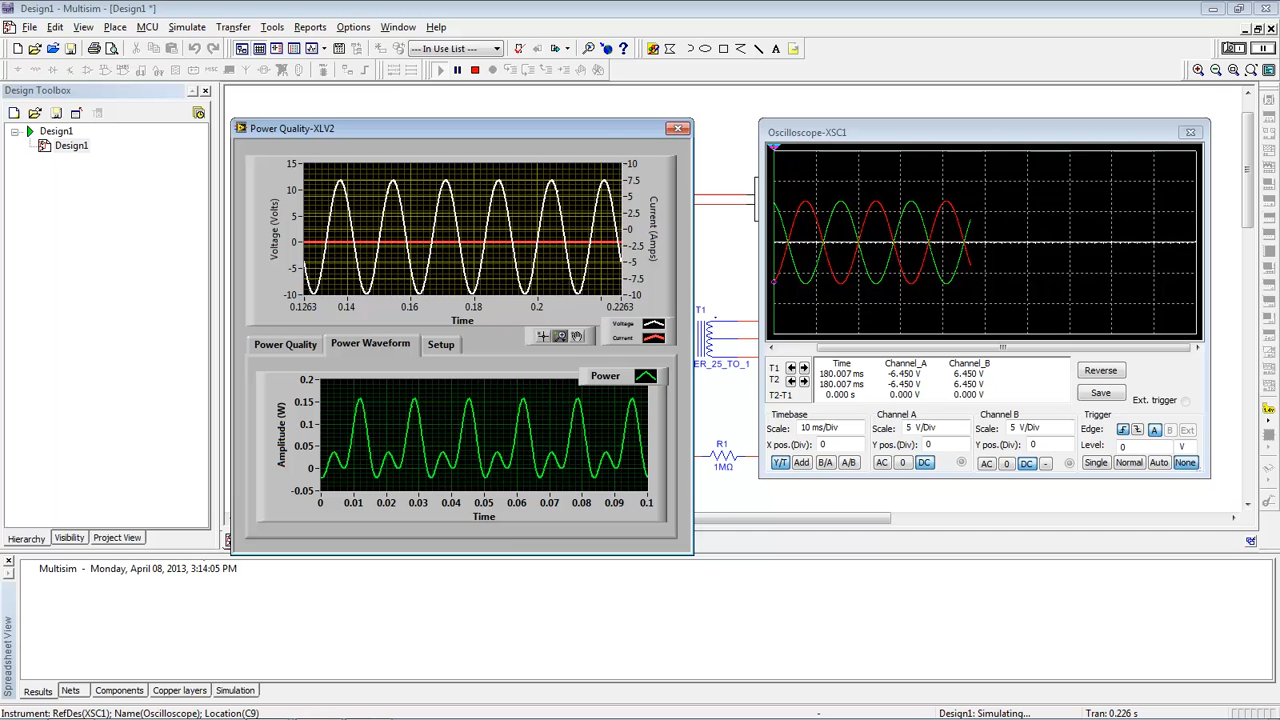 Design1 - Multisim - [Design1 *]
File Edit View Place MCU Simulate Transfer Tools Reports Options Window Help
--- In Use List ---
Design Toolbox
Design1
Design1
Hierarchy Visibility Project View
Power Quality-XLV2
15
10
5
0
-5
-10
Voltage (Volts)
10
7.5
5
2.5
0
-2.5
-5
-7.5
-10
Current (Amps)
0.1263 0.14 0.16 0.18 0.2 0.2263
Time
Voltage
Current
Power Quality Power Waveform Setup
Power
0.2
0.15
0.1
0.05
0
-0.05
Amplitude (W)
0 0.01 0.02 0.03 0.04 0.05 0.06 0.07 0.08 0.09 0.1
Time
T1
ER_25_TO_1
R1
1MΩ
Oscilloscope-XSC1
Time Channel_A Channel_B
T1 180.007 ms -6.450 V 6.450 V
T2 180.007 ms -6.450 V 6.450 V
T2-T1 0.000 s 0.000 V 0.000 V
Reverse
Save
Ext. trigger
Timebase
Scale: 10 ms/Div
X pos.(Div): 0
Y/T Add B/A A/B
Channel A
Scale: 5 V/Div
Y pos.(Div): 0
AC 0 DC
Channel B
Scale: 5 V/Div
Y pos.(Div): 0
AC 0 DC -
Trigger
Edge: A B Ext
Level: 0 V
Single Normal Auto None
Spreadsheet View
Multisim - Monday, April 08, 2013, 3:14:05 PM
Results Nets Components Copper layers Simulation
Instrument: RefDes(XSC1); Name(Oscilloscope); Location(C9) - Design1: Simulating... Tran: 0.226 s